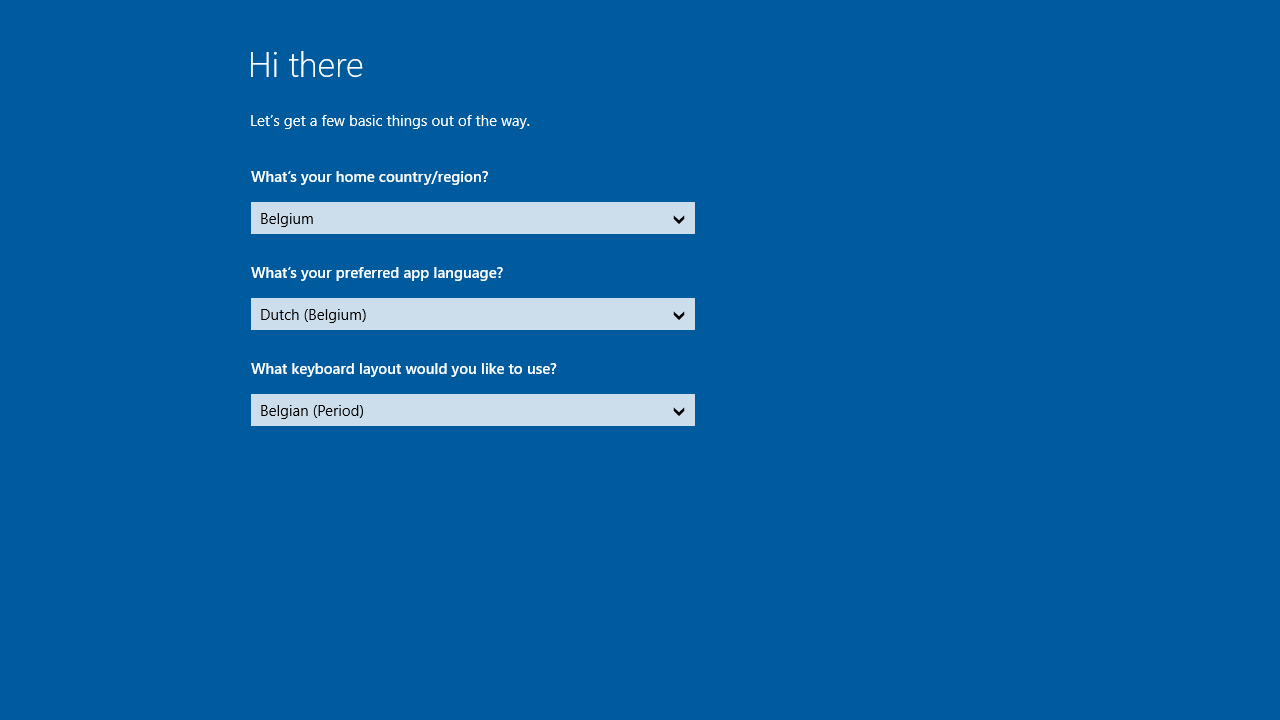 Hi there
Let's get a few basic things out of the way.
What's your home country/region?
Belgium
What's your preferred app language?
Dutch (Belgium)
What keyboard layout would you like to use?
Belgian (Period)